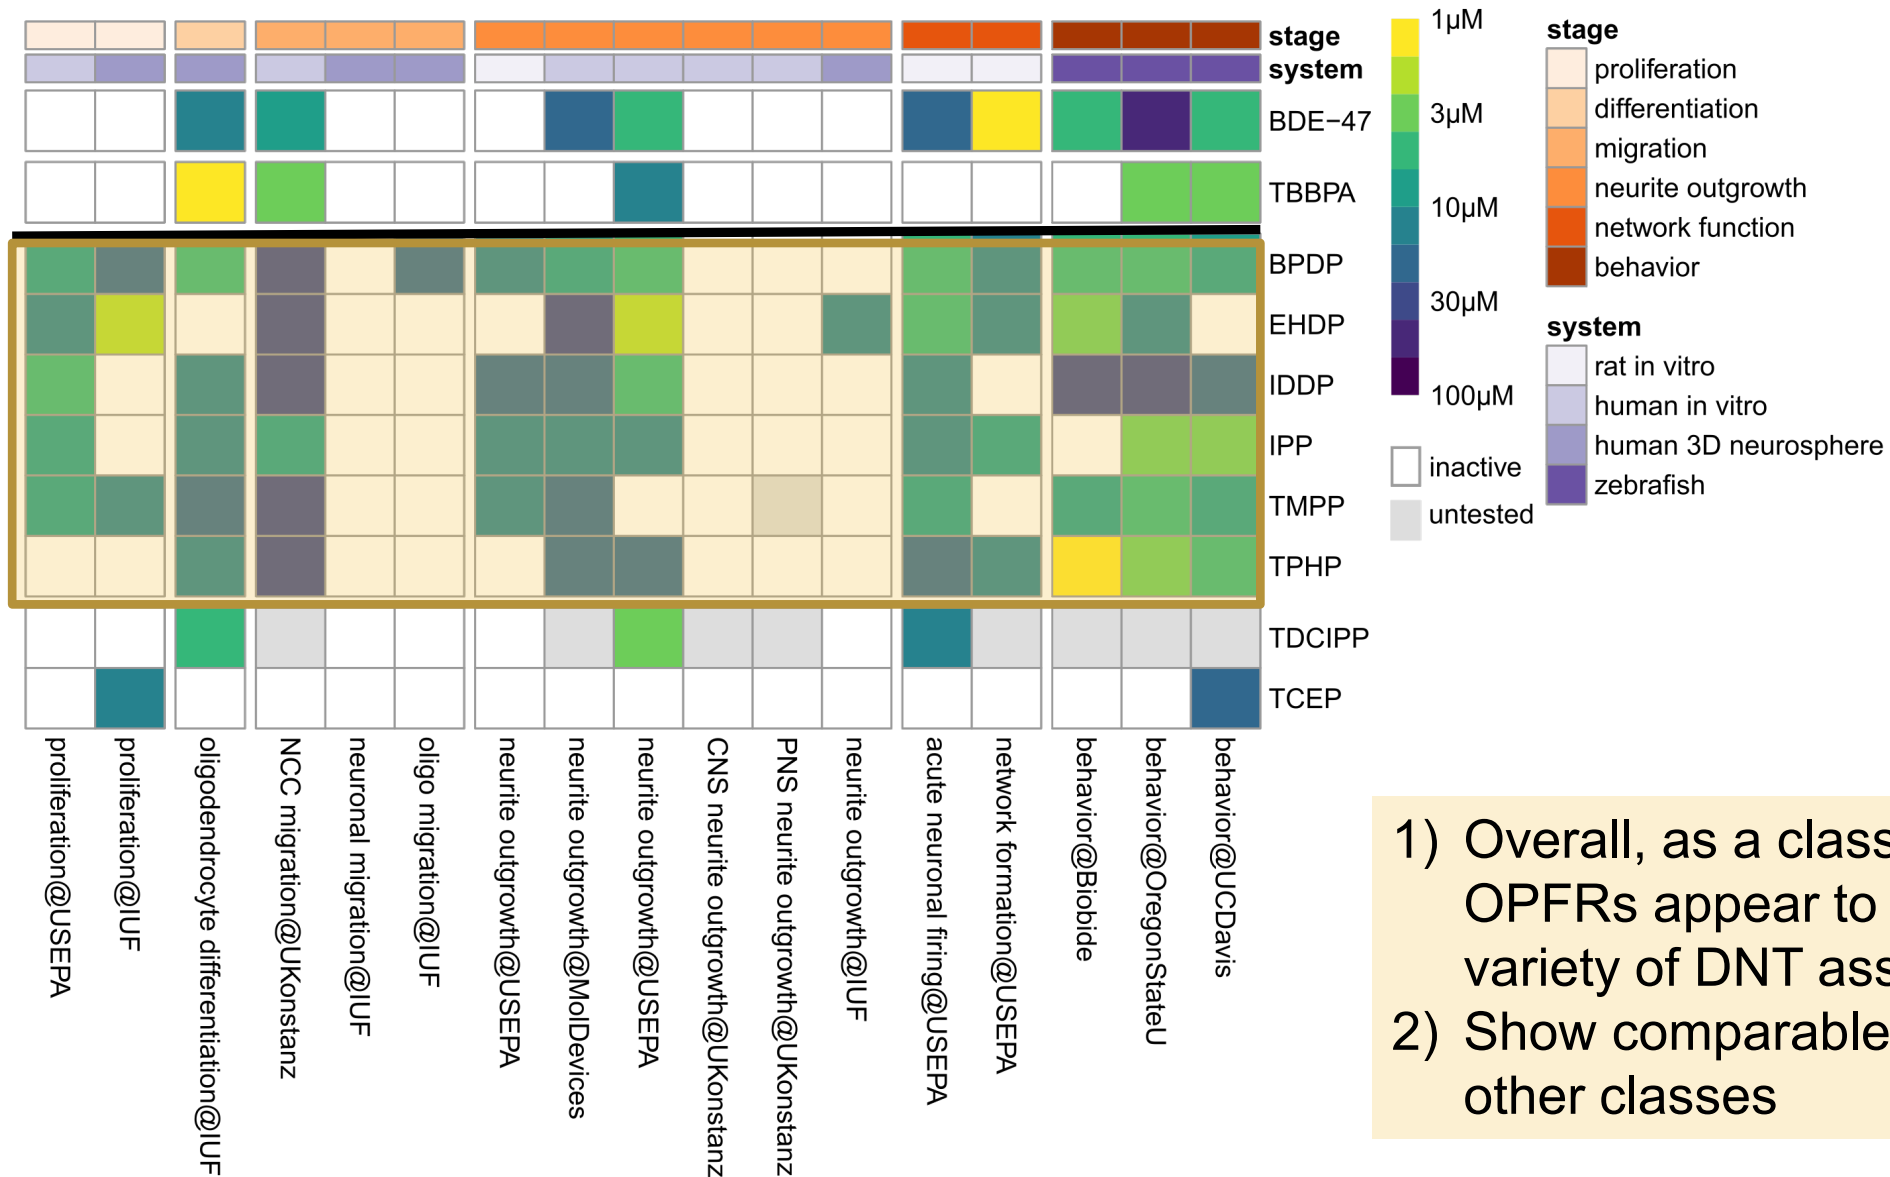 stage
system
BDE−47
TBBPA
BPDP
EHDP
IDDP
IPP
TMPP
TPHP
TDCIPP
TCEP
proliferation@USEPA
proliferation@IUF
oligodendrocyte differentiation@IUF
NCC migration@UKonstanz
neuronal migration@IUF
oligo migration@IUF
neurite outgrowth@USEPA
neurite outgrowth@MolDevices
neurite outgrowth@USEPA
CNS neurite outgrowth@UKonstanz
PNS neurite outgrowth@UKonstanz
neurite outgrowth@IUF
acute neuronal firing@USEPA
network formation@USEPA
behavior@Biobide
behavior@OregonStateU
behavior@UCDavis
1µM
3µM
10µM
30µM
100µM
inactive
untested
stage
proliferation
differentiation
migration
neurite outgrowth
network function
behavior
system
rat in vitro
human in vitro
human 3D neurosphere
zebrafish
1) Overall, as a class
OPFRs appear to
variety of DNT ass
2) Show comparable
other classes